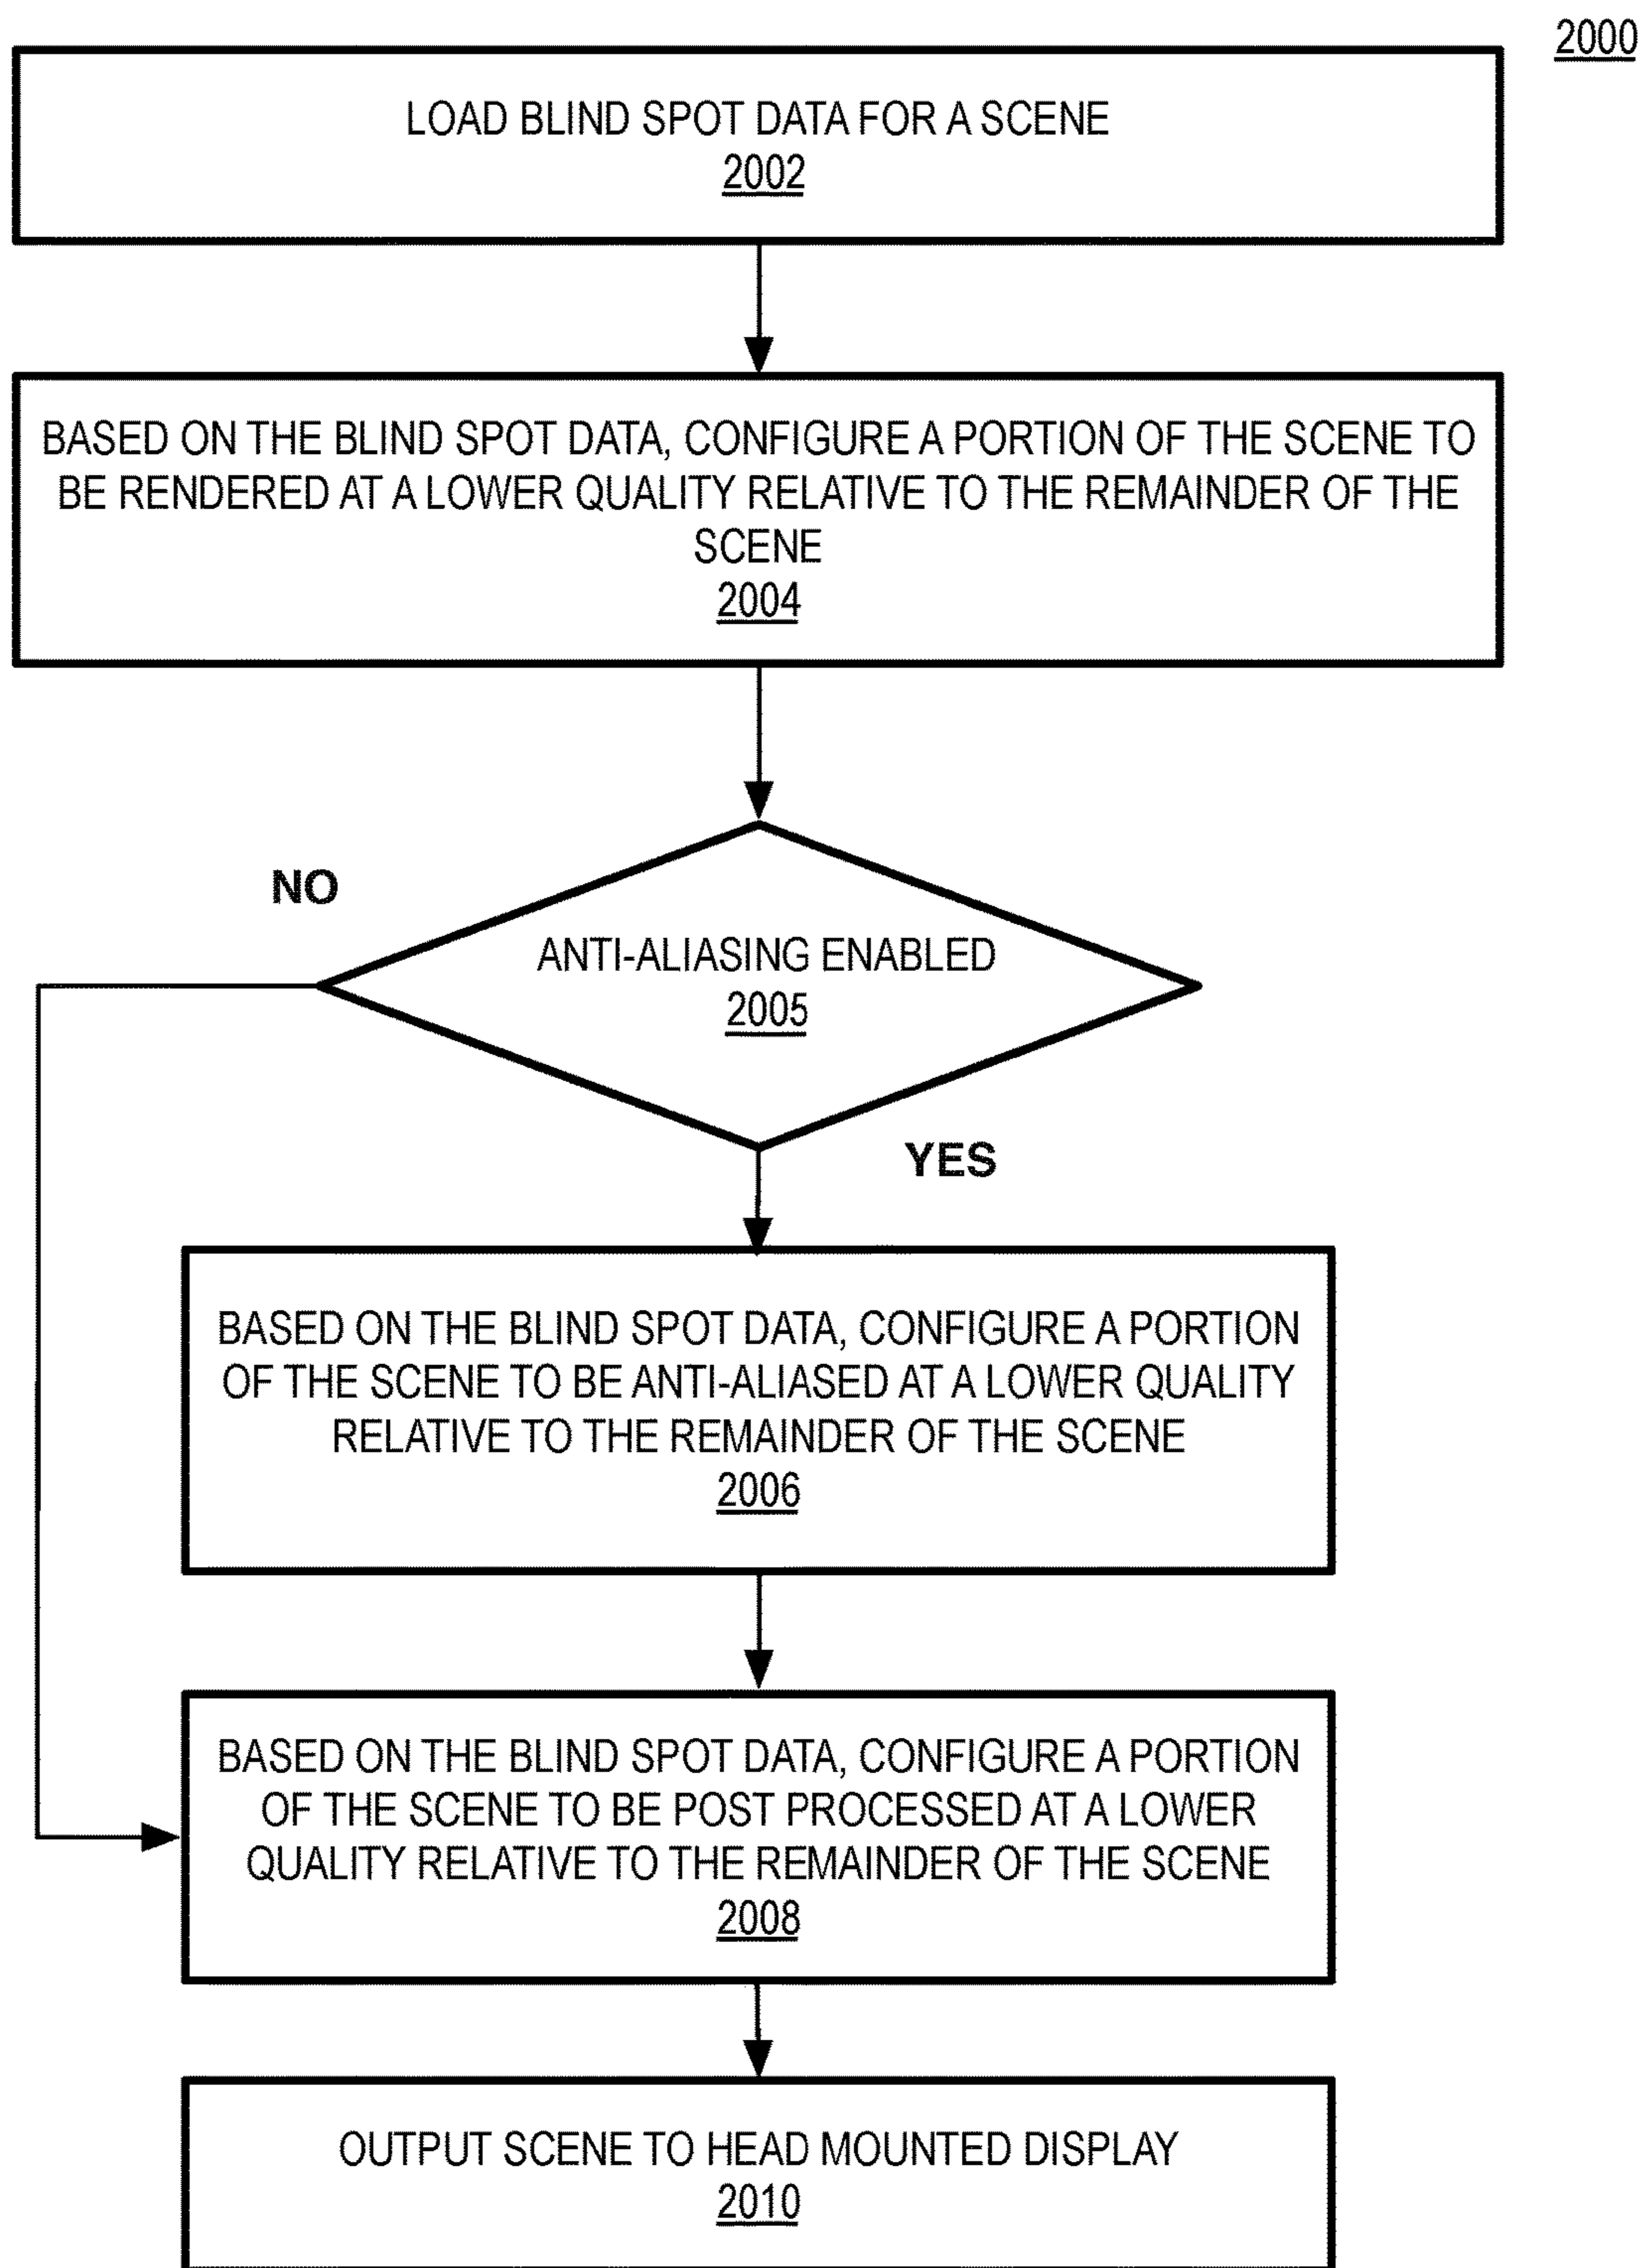 2000
LOAD BLIND SPOT DATA FOR A SCENE
2002
BASED ON THE BLIND SPOT DATA, CONFIGURE A PORTION OF THE SCENE TO
BE RENDERED AT A LOWER QUALITY RELATIVE TO THE REMAINDER OF THE
SCENE
2004
NO
ANTI-ALIASING ENABLED
2005
YES
BASED ON THE BLIND SPOT DATA, CONFIGURE A PORTION
OF THE SCENE TO BE ANTI-ALIASED AT A LOWER QUALITY
RELATIVE TO THE REMAINDER OF THE SCENE
2006
BASED ON THE BLIND SPOT DATA, CONFIGURE A PORTION
OF THE SCENE TO BE POST PROCESSED AT A LOWER
QUALITY RELATIVE TO THE REMAINDER OF THE SCENE
2008
OUTPUT SCENE TO HEAD MOUNTED DISPLAY
2010